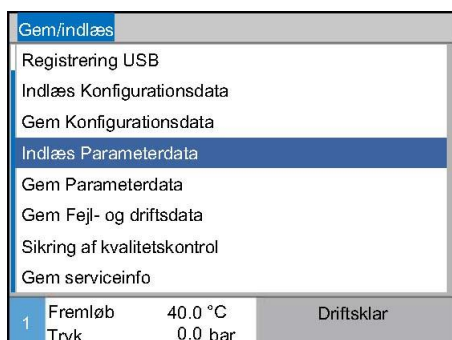 Gem/indlæs
Registrering USB
Indlæs Konfigurationsdata
Gem Konfigurationsdata
Indlæs Parameterdata
Gem Parameterdata
Gem Fejl- og driftsdata
Sikring af kvalitetskontrol
Gem serviceinfo
1 Fremløb 40.0 °C Driftsklar
Tryk 0.0 bar